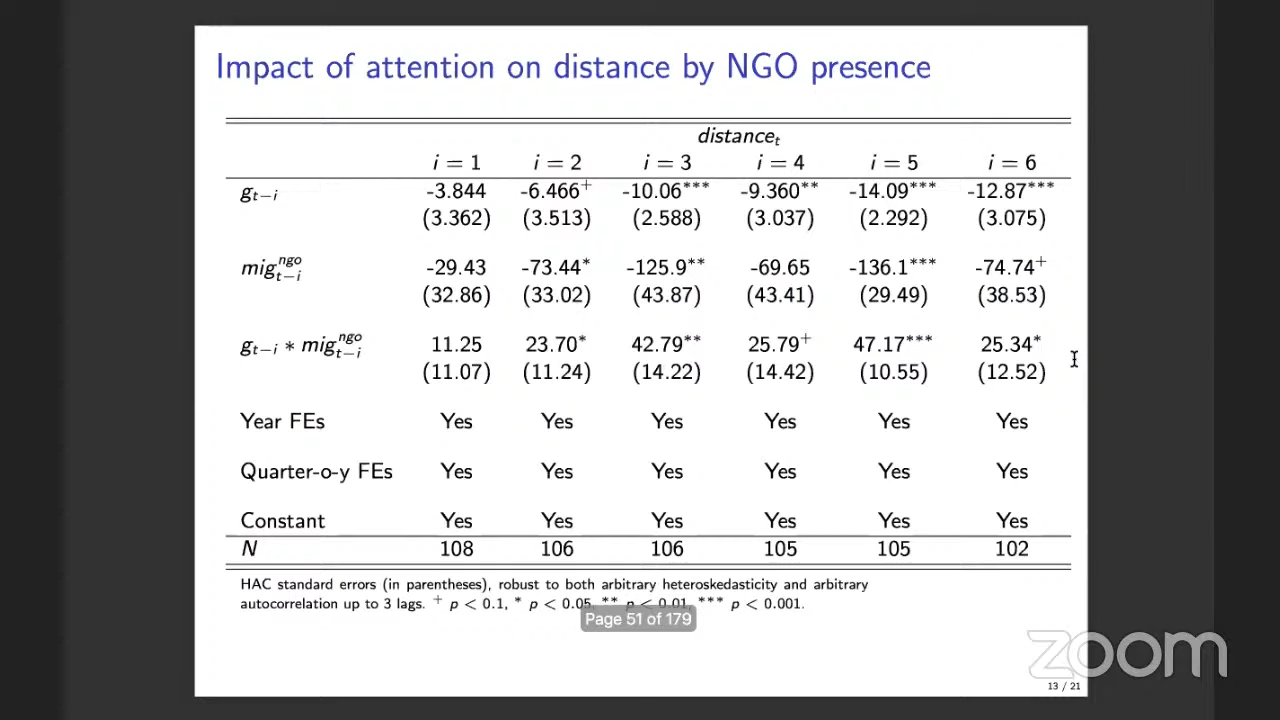 Impact of attention on distance by NGO presence
distance_t
i = 1 i = 2 i = 3 i = 4 i = 5 i = 6
g_{t−i} -3.844 -6.466^+ -10.06*** -9.360** -14.09*** -12.87***
(3.362) (3.513) (2.588) (3.037) (2.292) (3.075)
mig^{ngo}_{t−i} -29.43 -73.44* -125.9** -69.65 -136.1*** -74.74^+
(32.86) (33.02) (43.87) (43.41) (29.49) (38.53)
g_{t−i} * mig^{ngo}_{t−i} 11.25 23.70* 42.79** 25.79^+ 47.17*** 25.34*
(11.07) (11.24) (14.22) (14.42) (10.55) (12.52)
Year FEs Yes Yes Yes Yes Yes Yes
Quarter-o-y FEs Yes Yes Yes Yes Yes Yes
Constant Yes Yes Yes Yes Yes Yes
N 108 106 106 105 105 102
HAC standard errors (in parentheses), robust to both arbitrary heteroskedasticity and arbitrary
autocorrelation up to 3 lags. ^+ p < 0.1, * p < 0.05, ** p < 0.01, *** p < 0.001.
Page 51 of 179
zoom
13 / 21